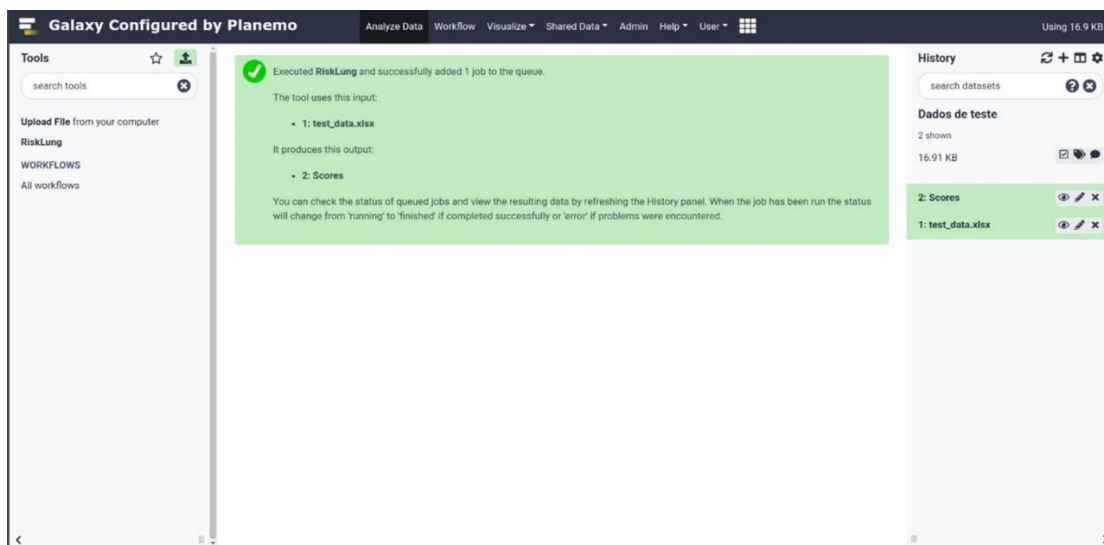 Galaxy Configured by Planemo
Analyze Data Workflow Visualize Shared Data Admin Help User
Using 16.9 KB
Tools
search tools
Upload File from your computer
RiskLung
WORKFLOWS
All workflows
Executed RiskLung and successfully added 1 job to the queue.
The tool uses this input:
• 1: test_data.xlsx
It produces this output:
• 2: Scores
You can check the status of queued jobs and view the resulting data by refreshing the History panel. When the job has been run the status
will change from 'running' to 'finished' if completed successfully or 'error' if problems were encountered.
History
search datasets
Dados de teste
2 shown
16.91 KB
2: Scores
1: test_data.xlsx